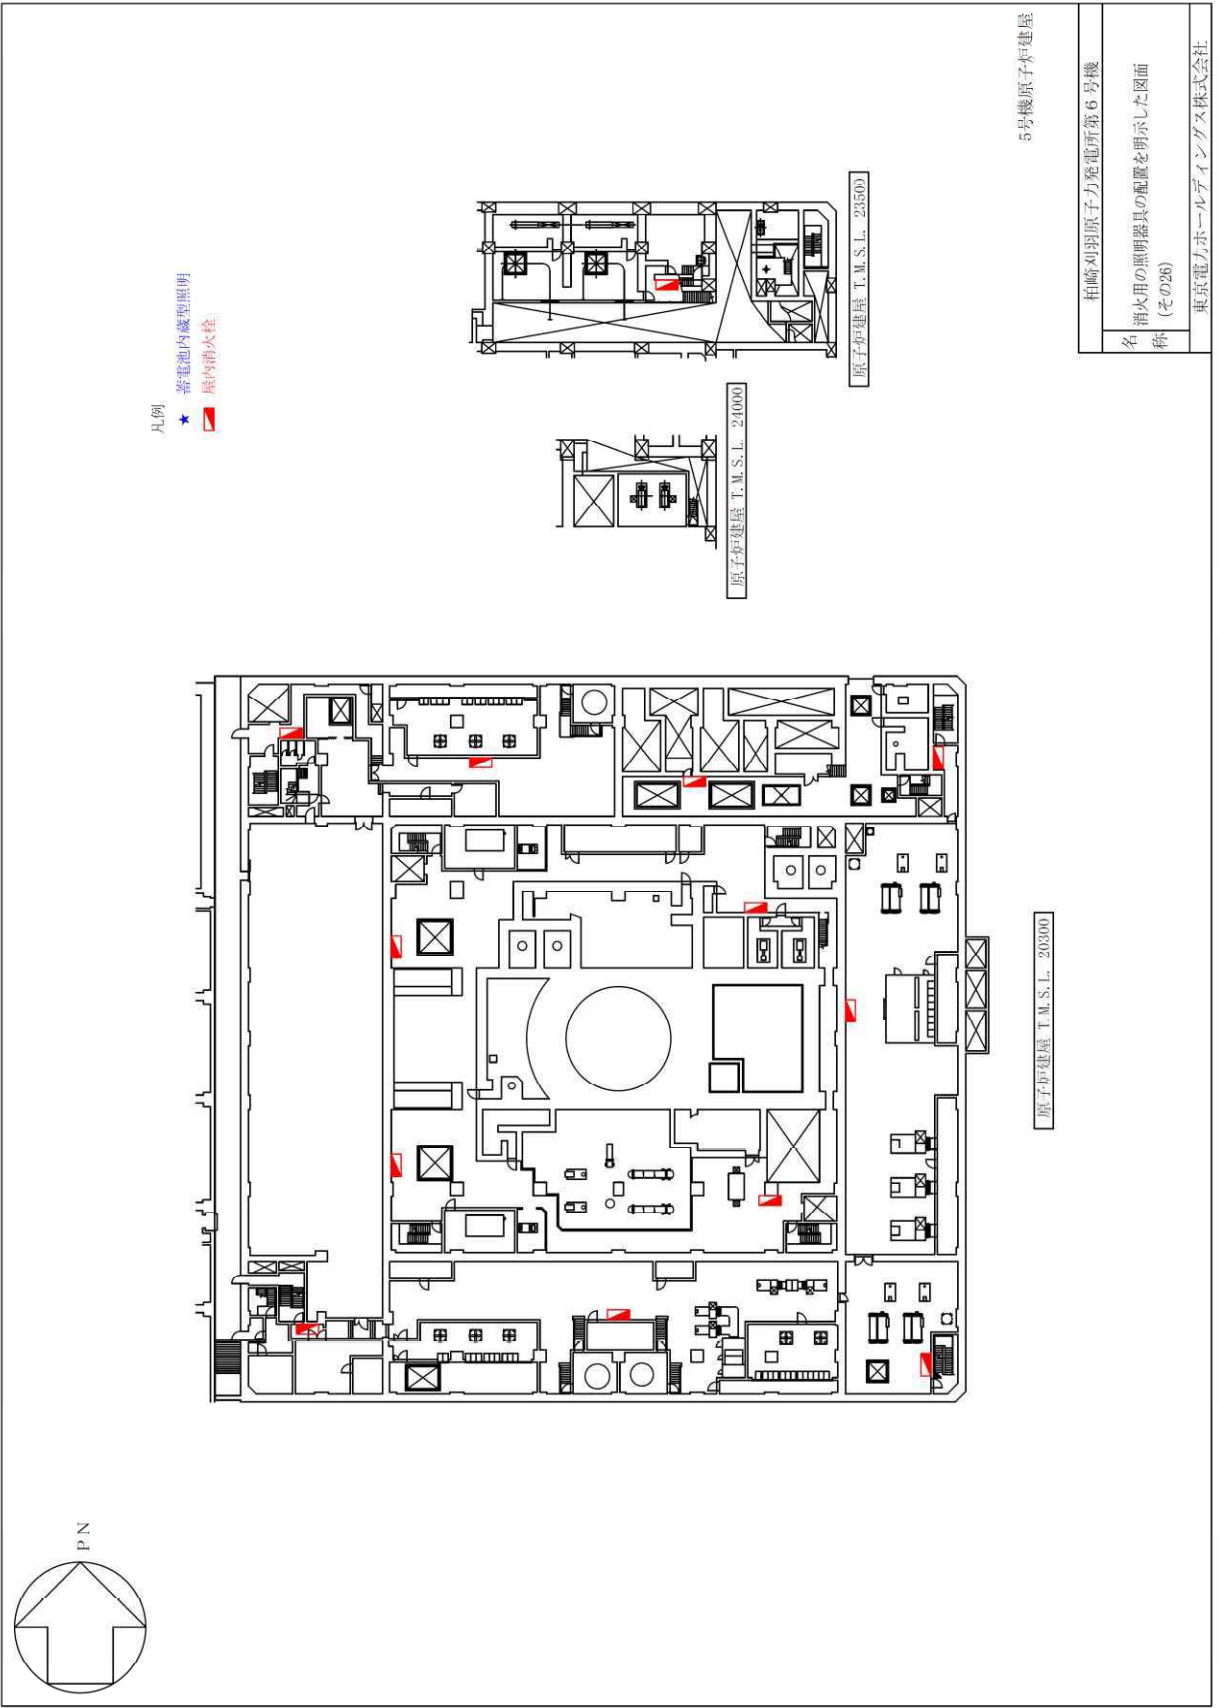 凡例
★ 蓄電池内蔵型照明
屋内消火栓
PN
原子炉建屋 T.M.S.L. 20300
原子炉建屋 T.M.S.L. 24000
原子炉建屋 T.M.S.L. 23500
5号機原子炉建屋
柏崎刈羽原子力発電所第6号機
名称 消火用の照明器具の配置を明示した図面
(その26)
東京電力ホールディングス株式会社